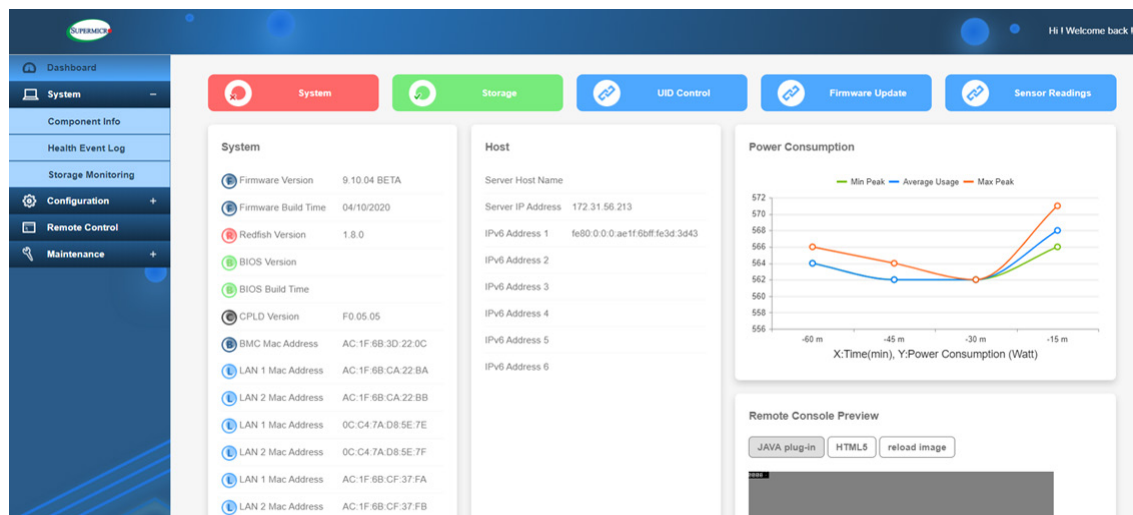 SUPERMICR
Hi ! Welcome back !
Dashboard
System −
Component Info
Health Event Log
Storage Monitoring
Configuration +
Remote Control
Maintenance +
System
Storage
UID Control
Firmware Update
Sensor Readings
System
Firmware Version 9.10.04 BETA
Firmware Build Time 04/10/2020
Redfish Version 1.8.0
BIOS Version
BIOS Build Time
CPLD Version F0.05.05
BMC Mac Address AC:1F:6B:3D:22:0C
LAN 1 Mac Address AC:1F:6B:CA:22:BA
LAN 2 Mac Address AC:1F:6B:CA:22:BB
LAN 1 Mac Address 0C:C4:7A:D8:5E:7E
LAN 2 Mac Address 0C:C4:7A:D8:5E:7F
LAN 1 Mac Address AC:1F:6B:CF:37:FA
LAN 2 Mac Address AC:1F:6B:CF:37:FB
Host
Server Host Name
Server IP Address 172.31.56.213
IPv6 Address 1 fe80:0:0:0:ae1f:6bff:fe3d:3d43
IPv6 Address 2
IPv6 Address 3
IPv6 Address 4
IPv6 Address 5
IPv6 Address 6
Power Consumption
Min Peak Average Usage Max Peak
572
570
568
566
564
562
560
558
556
-60 m -45 m -30 m -15 m
X:Time(min), Y:Power Consumption (Watt)
Remote Console Preview
JAVA plug-in HTML5 reload image